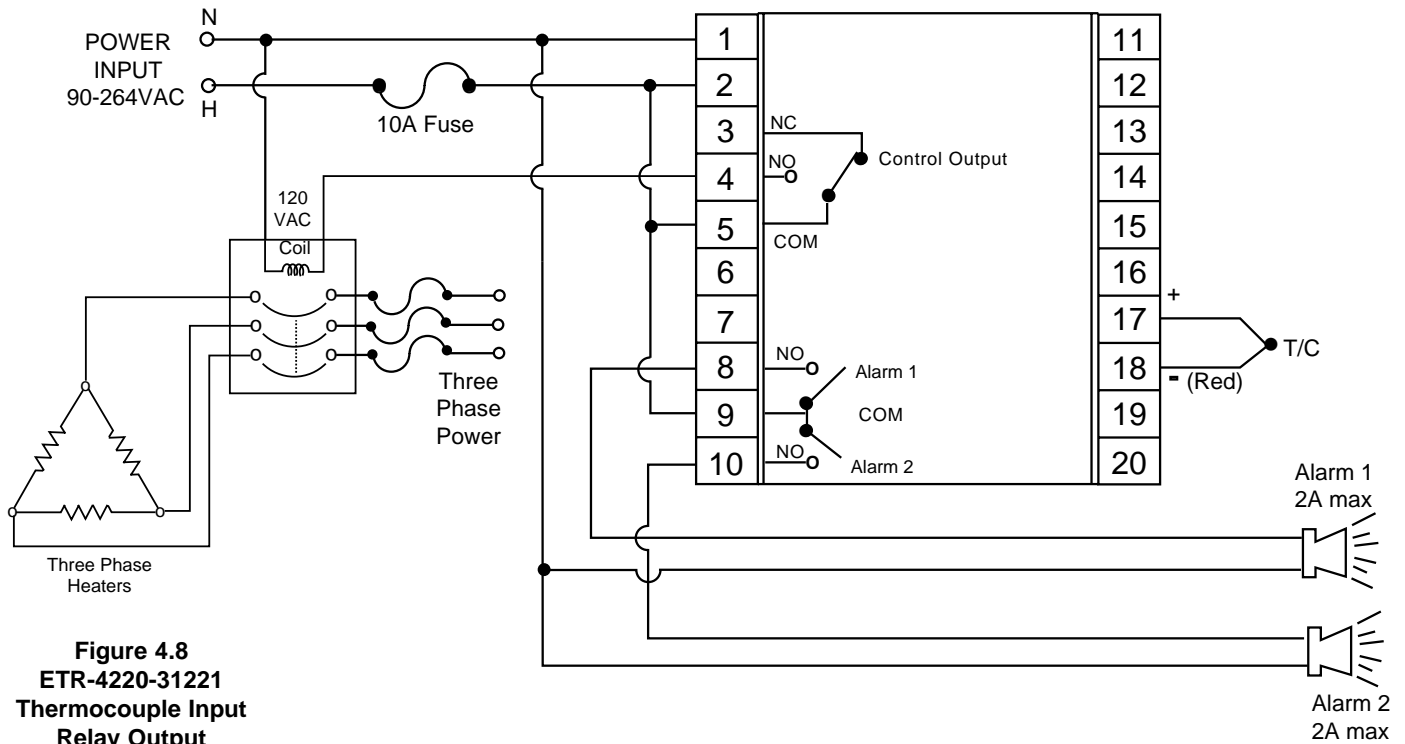 N
POWER
INPUT
90-264VAC
H
10A Fuse
120
VAC
Coil
Three
Phase
Power
Three Phase
Heaters
1
2
3
4
5
6
7
8
9
10
NC
NO
Control Output
COM
NO
Alarm 1
COM
NO
Alarm 2
11
12
13
14
15
16
17
18
19
20
+
T/C
- (Red)
Alarm 1
2A max
Alarm 2
2A max
Figure 4.8
ETR-4220-31221
Thermocouple Input
Relay Output